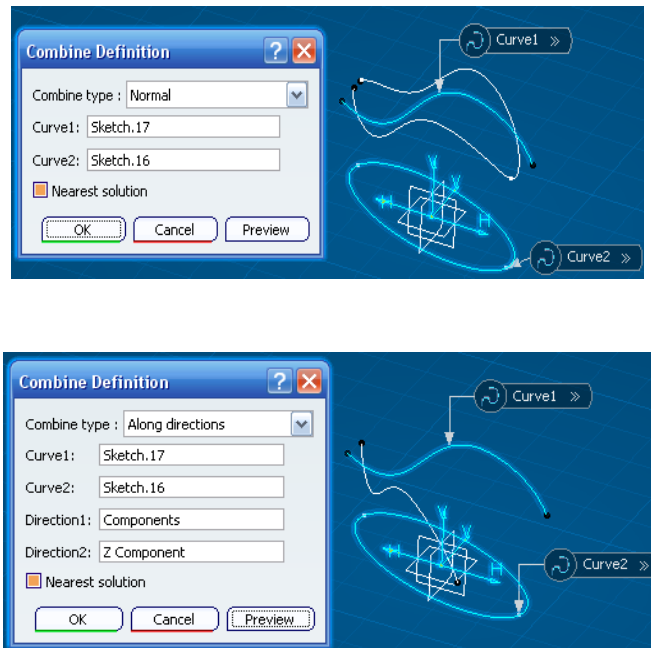 Combine Definition
?
Combine type : Normal
Curve1: Sketch.17
Curve2: Sketch.16
Nearest solution
OK Cancel Preview
Curve1 »
V
Y
H
H
Curve2 »
Combine Definition
?
Combine type : Along directions
Curve1: Sketch.17
Curve2: Sketch.16
Direction1: Components
Direction2: Z Component
Nearest solution
OK Cancel Preview
Curve1 »
V
V
H
H
Curve2 »